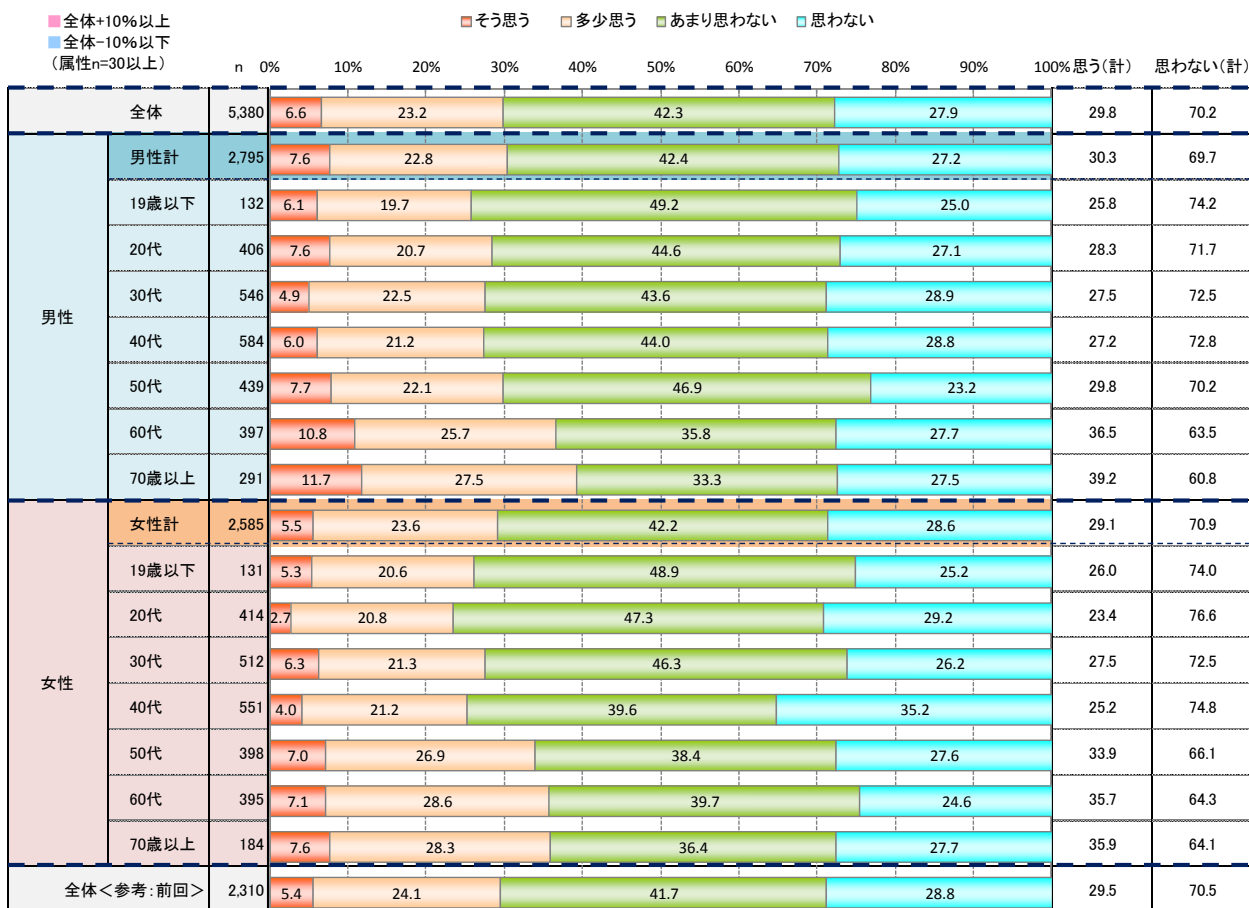 全体+10%以上
全体-10%以下
(属性n=30以上)
そう思う 多少思う あまり思わない 思わない
n 0% 10% 20% 30% 40% 50% 60% 70% 80% 90% 100% 思う(計) 思わない(計)
全体 5,380 6.6 23.2 42.3 27.9 29.8 70.2
男性
男性計 2,795 7.6 22.8 42.4 27.2 30.3 69.7
19歳以下 132 6.1 19.7 49.2 25.0 25.8 74.2
20代 406 7.6 20.7 44.6 27.1 28.3 71.7
30代 546 4.9 22.5 43.6 28.9 27.5 72.5
40代 584 6.0 21.2 44.0 28.8 27.2 72.8
50代 439 7.7 22.1 46.9 23.2 29.8 70.2
60代 397 10.8 25.7 35.8 27.7 36.5 63.5
70歳以上 291 11.7 27.5 33.3 27.5 39.2 60.8
女性
女性計 2,585 5.5 23.6 42.2 28.6 29.1 70.9
19歳以下 131 5.3 20.6 48.9 25.2 26.0 74.0
20代 414 2.7 20.8 47.3 29.2 23.4 76.6
30代 512 6.3 21.3 46.3 26.2 27.5 72.5
40代 551 4.0 21.2 39.6 35.2 25.2 74.8
50代 398 7.0 26.9 38.4 27.6 33.9 66.1
60代 395 7.1 28.6 39.7 24.6 35.7 64.3
70歳以上 184 7.6 28.3 36.4 27.7 35.9 64.1
全体<参考:前回> 2,310 5.4 24.1 41.7 28.8 29.5 70.5